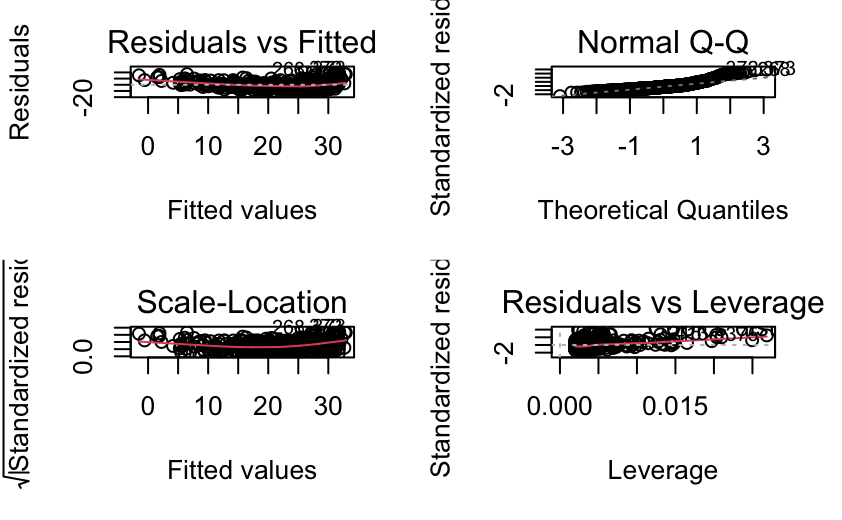 Residuals vs Fitted
Residuals
-20
0 10 20 30
Fitted values
Normal Q-Q
Standardized resid
-2
-3 -1 1 3
Theoretical Quantiles
Scale-Location
√|Standardized resid
0.0
0 10 20 30
Fitted values
Residuals vs Leverage
Standardized resid
-2
0.000 0.015
Leverage